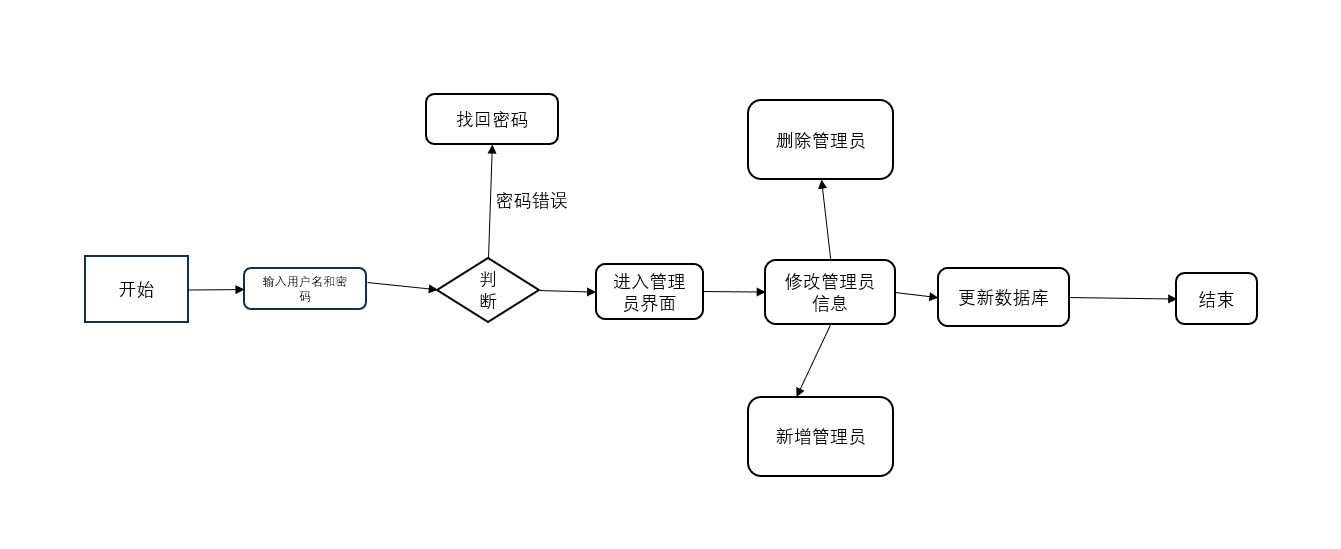 找回密码
删除管理员
密码错误
开始
输入用户名和密
码
判
断
进入管理
员界面
修改管理员
信息
更新数据库
结束
新增管理员